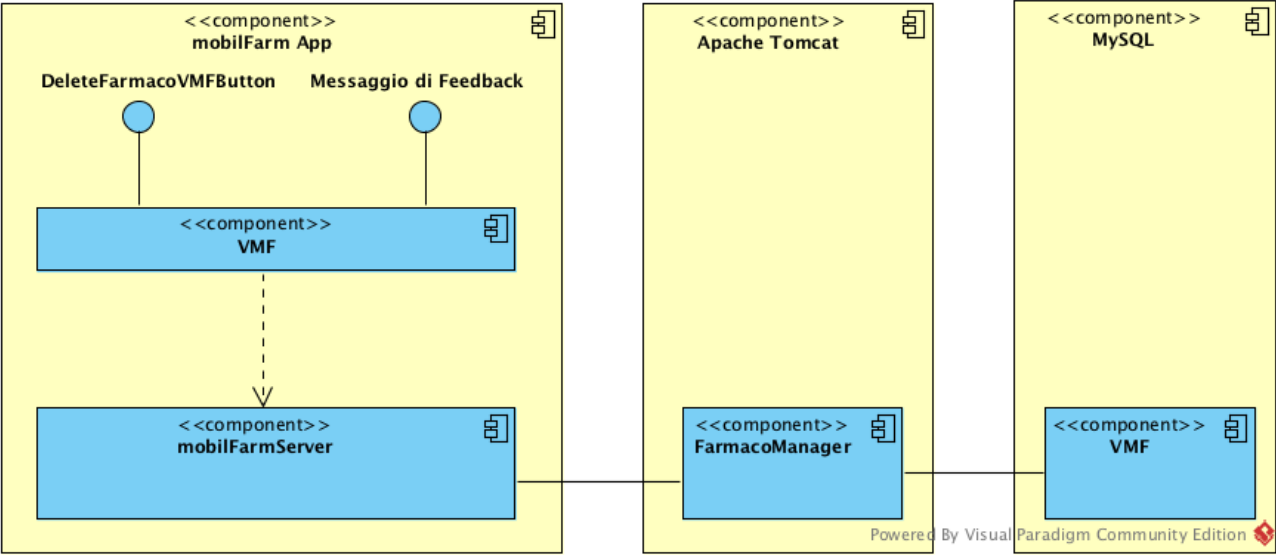 <<component>>
mobilFarm App
DeleteFarmacoVMFButton
Messaggio di Feedback
<<component>>
VMF
<<component>>
mobilFarmServer
<<component>>
Apache Tomcat
<<component>>
FarmacoManager
<<component>>
MySQL
<<component>>
VMF
Powered By Visual Paradigm Community Edition